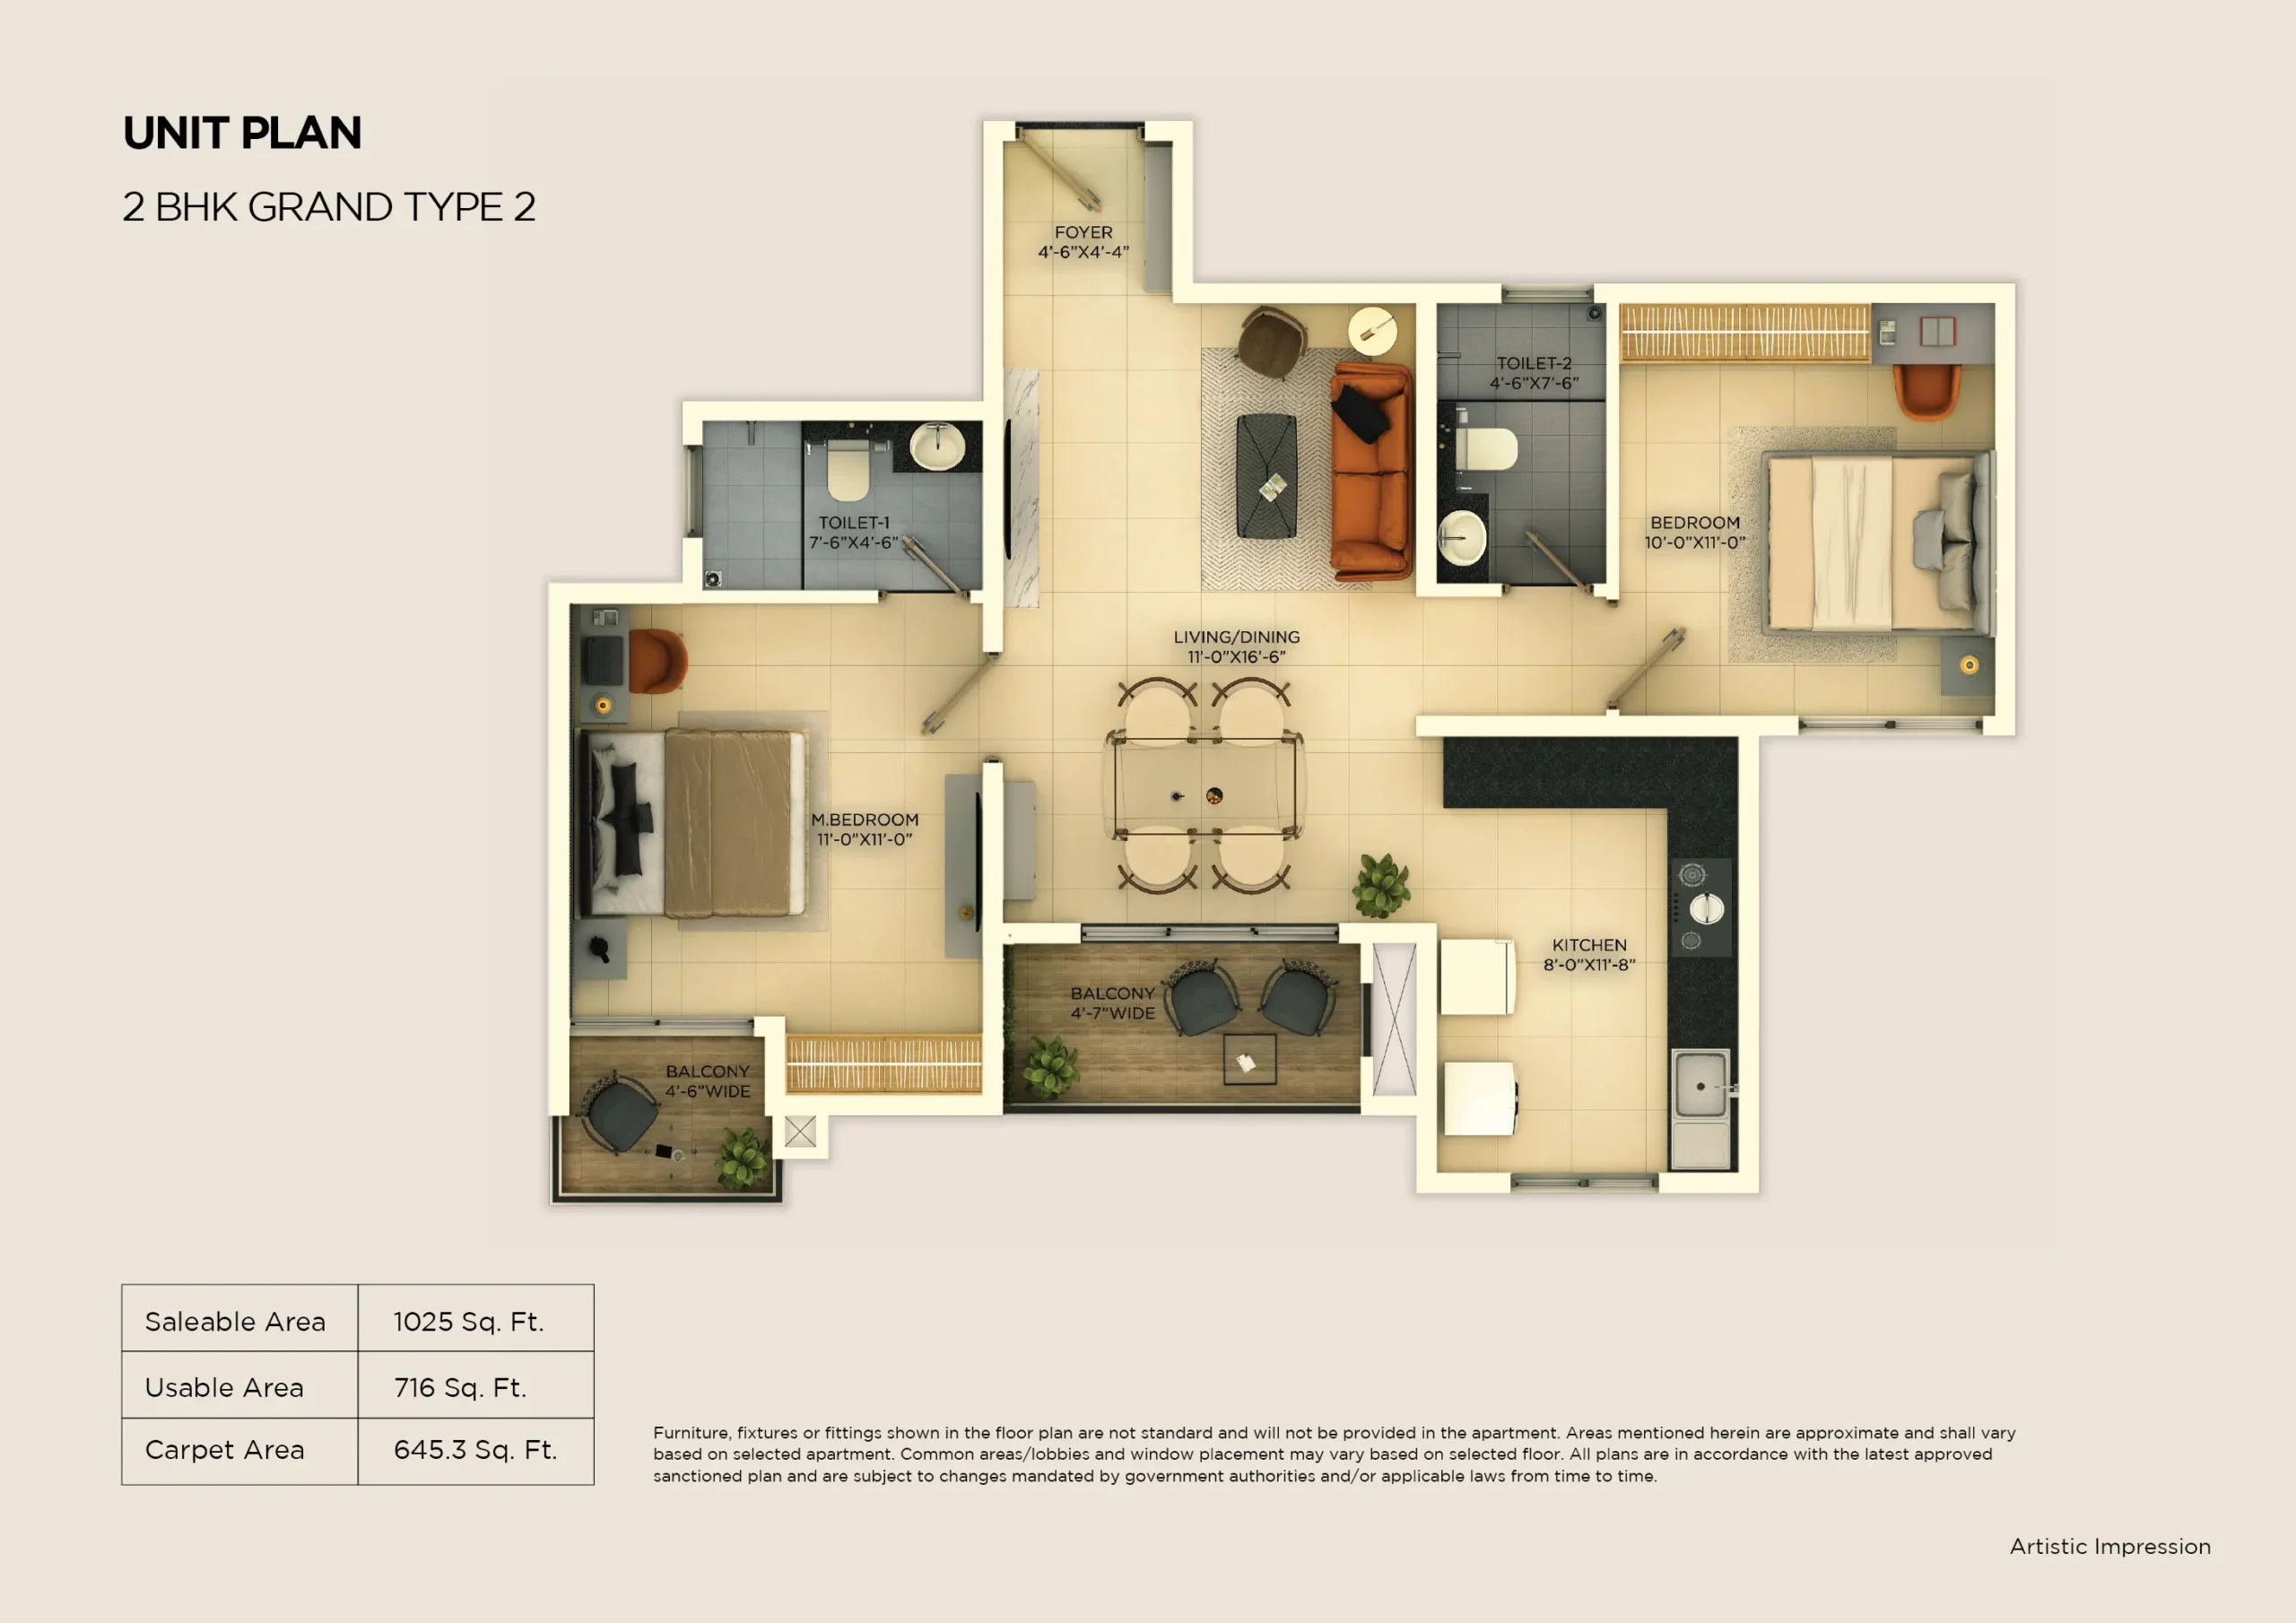 UNIT PLAN
2 BHK GRAND TYPE 2
FOYER
4'-6"X4'-4"
TOILET-2
4'-6"X7'-6"
TOILET-1
7'-6"X4'-6"
BEDROOM
10'-0"X11'-0"
LIVING/DINING
11'-0"X16'-6"
M.BEDROOM
11'-0"X11'-0"
KITCHEN
8'-0"X11'-8"
BALCONY
4'-7"WIDE
BALCONY
4'-6"WIDE
Saleable Area 1025 Sq. Ft.
Usable Area 716 Sq. Ft.
Carpet Area 645.3 Sq. Ft.
Furniture, fixtures or fittings shown in the floor plan are not standard and will not be provided in the apartment. Areas mentioned herein are approximate and shall vary
based on selected apartment. Common areas/lobbies and window placement may vary based on selected floor. All plans are in accordance with the latest approved
sanctioned plan and are subject to changes mandated by government authorities and/or applicable laws from time to time.
Artistic Impression